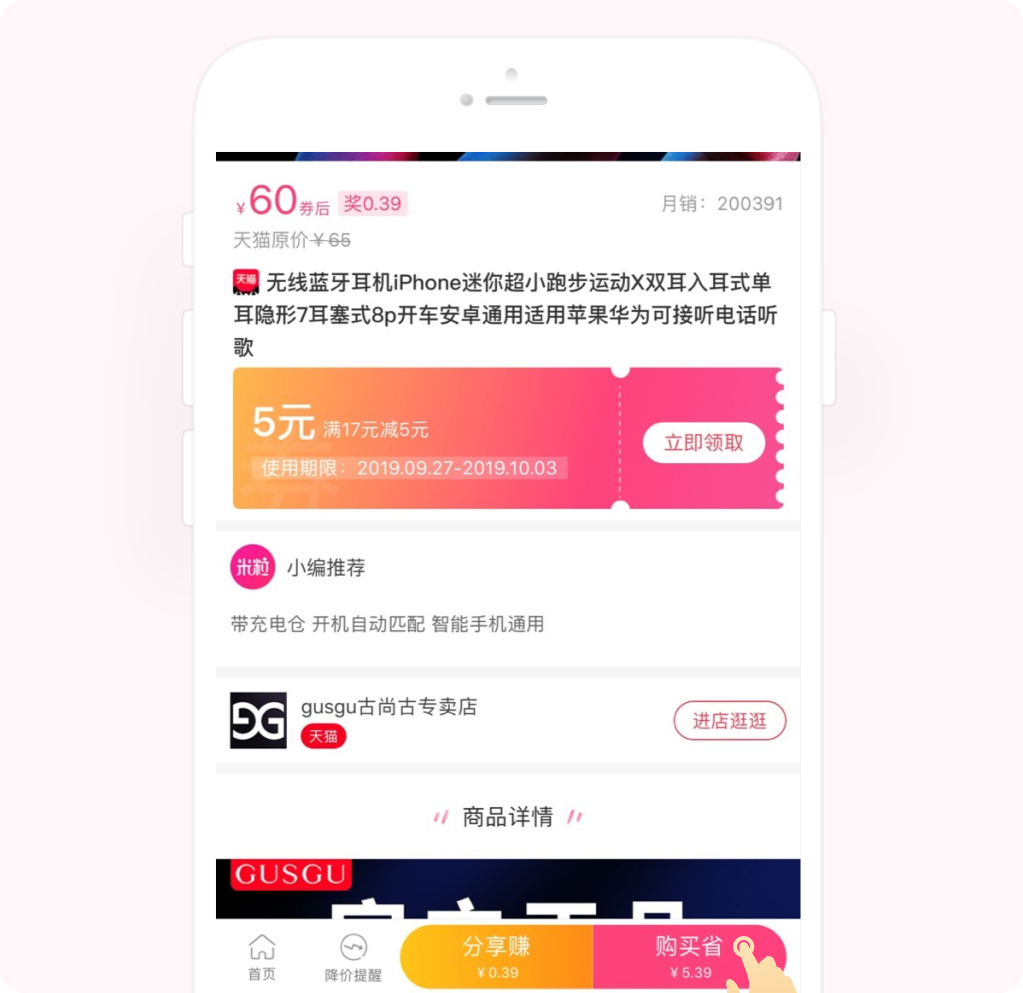 ¥60券后 奖0.39 月销：200391
天猫原价¥65
天猫 无线蓝牙耳机iPhone迷你超小跑步运动X双耳入耳式单
耳隐形7耳塞式8p开车安卓通用适用苹果华为可接听电话听
歌
5元 满17元减5元
立即领取
使用期限：2019.09.27-2019.10.03
米粒 小编推荐
带充电仓 开机自动匹配 智能手机通用
gusgu古尚古专卖店
天猫
进店逛逛
商品详情
GUSGU
分享赚 购买省
首页 降价提醒 ¥0.39 ¥5.39